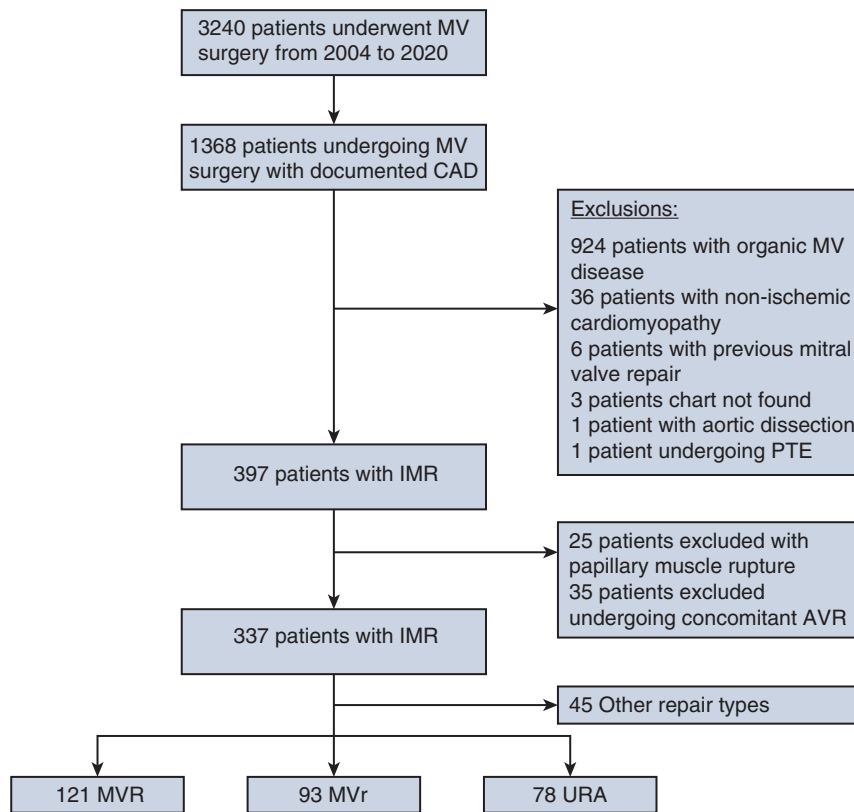 3240 patients underwent MV
surgery from 2004 to 2020
1368 patients undergoing MV
surgery with documented CAD
Exclusions:
924 patients with organic MV
disease
36 patients with non-ischemic
cardiomyopathy
6 patients with previous mitral
valve repair
3 patients chart not found
1 patient with aortic dissection
1 patient undergoing PTE
397 patients with IMR
25 patients excluded with
papillary muscle rupture
35 patients excluded
undergoing concomitant AVR
337 patients with IMR
45 Other repair types
121 MVR
93 MVr
78 URA